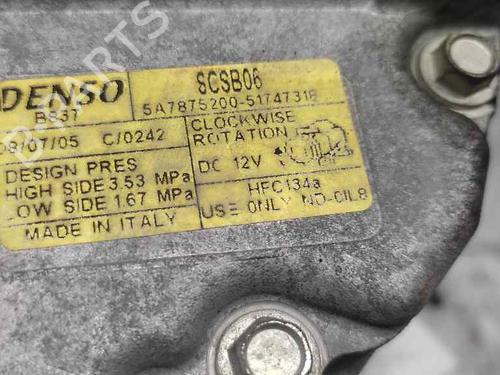 DENSO
SCSB06
BB37
5A7875200-51747318
09/07/05 C/0242
CLOCKWISE
ROTATION
DESIGN PRES
HIGH SIDE 3.53 MPa
LOW SIDE 1.67 MPa
DC 12V
HFC134a
USE ONLY ND-OIL8
MADE IN ITALY
B-PARTS